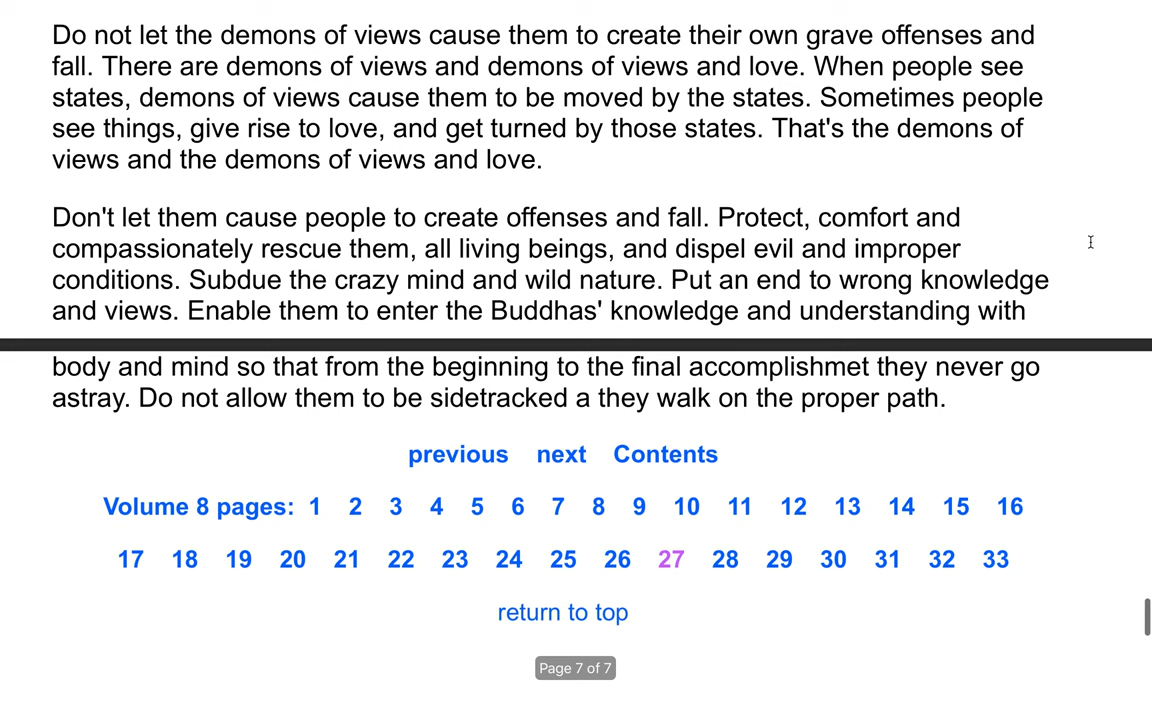 Do not let the demons of views cause them to create their own grave offenses and
fall. There are demons of views and demons of views and love. When people see
states, demons of views cause them to be moved by the states. Sometimes people
see things, give rise to love, and get turned by those states. That's the demons of
views and the demons of views and love.
Don't let them cause people to create offenses and fall. Protect, comfort and
compassionately rescue them, all living beings, and dispel evil and improper
conditions. Subdue the crazy mind and wild nature. Put an end to wrong knowledge
and views. Enable them to enter the Buddhas' knowledge and understanding with
body and mind so that from the beginning to the final accomplishmet they never go
astray. Do not allow them to be sidetracked a they walk on the proper path.
previous next Contents
Volume 8 pages: 1 2 3 4 5 6 7 8 9 10 11 12 13 14 15 16
17 18 19 20 21 22 23 24 25 26 27 28 29 30 31 32 33
return to top
Page 7 of 7